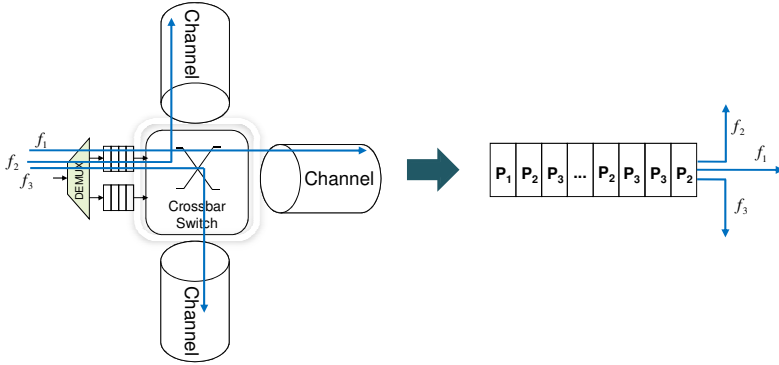 Channel
f1
f2
f3
DEMUX
Crossbar
Switch
Channel
Channel
P1 P2 P3 ... P2 P3 P3 P2
f2
f1
f3